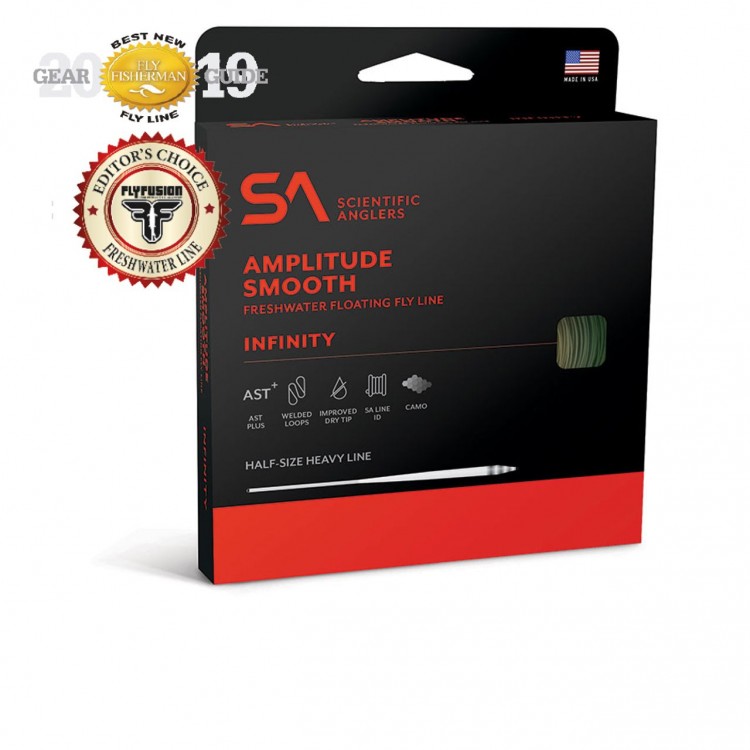 BEST NEW
GEAR 2019 GUIDE
FLY
FISHERMAN
FLY LINE
EDITOR'S CHOICE
FLYFUSION
FF
FRESHWATER LINE
MADE IN USA
SA
SCIENTIFIC
ANGLERS
AMPLITUDE
SMOOTH
FRESHWATER FLOATING FLY LINE
INFINITY
AST+
AST
PLUS
WELDED
LOOPS
IMPROVED
DRY TIP
SA LINE
ID
CAMO
HALF-SIZE HEAVY LINE
INFINITY